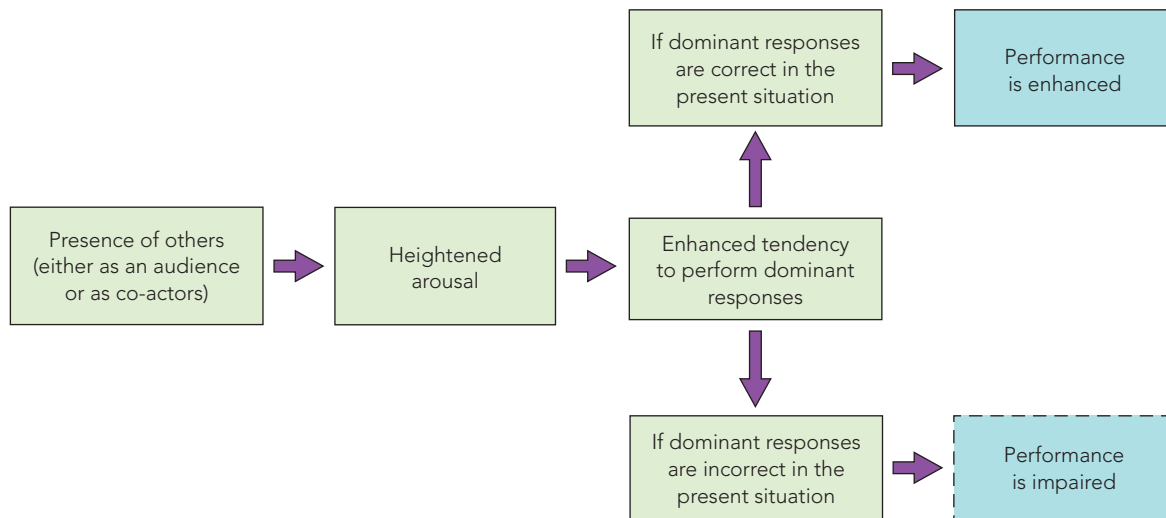 If dominant responses
are correct in the
present situation
Performance
is enhanced
Presence of others
(either as an audience
or as co-actors)
Heightened
arousal
Enhanced tendency
to perform dominant
responses
If dominant responses
are incorrect in the
present situation
Performance
is impaired